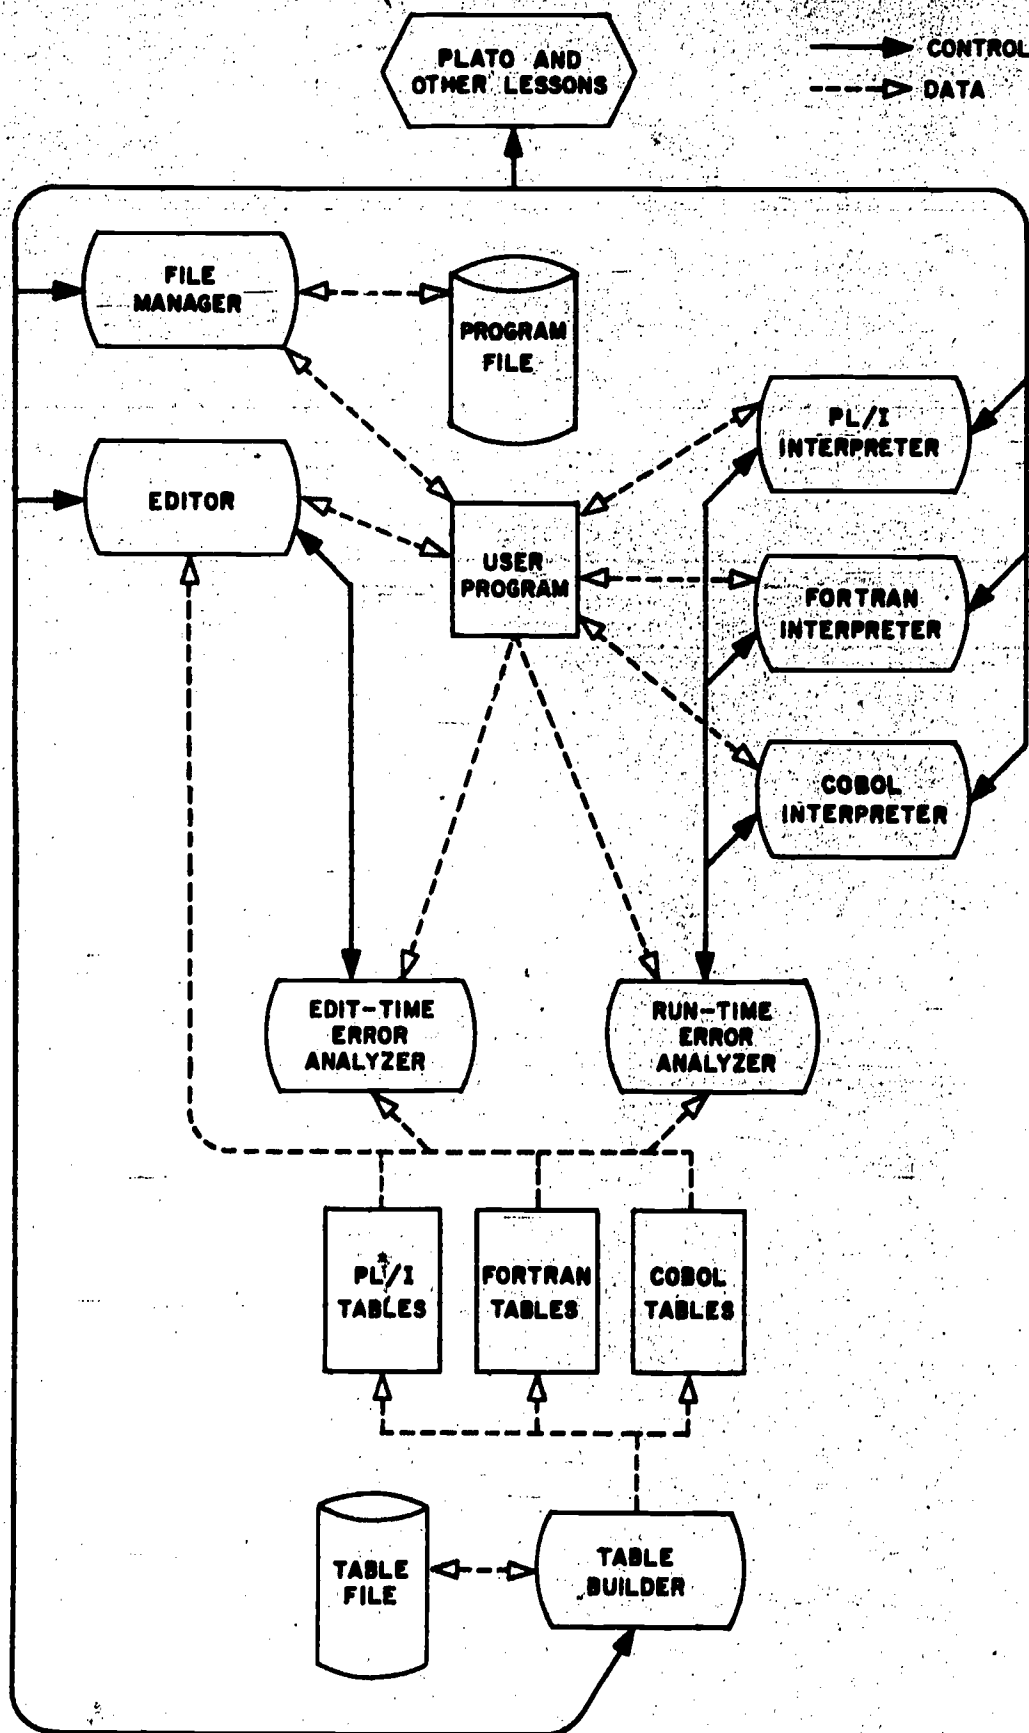 PLATO AND
OTHER LESSONS
CONTROL
DATA
FILE
MANAGER
PROGRAM
FILE
PL/I
INTERPRETER
EDITOR
USER
PROGRAM
FORTRAN
INTERPRETER
COBOL
INTERPRETER
EDIT-TIME
ERROR
ANALYZER
RUN-TIME
ERROR
ANALYZER
PL/I
TABLES
FORTRAN
TABLES
COBOL
TABLES
TABLE
FILE
TABLE
BUILDER